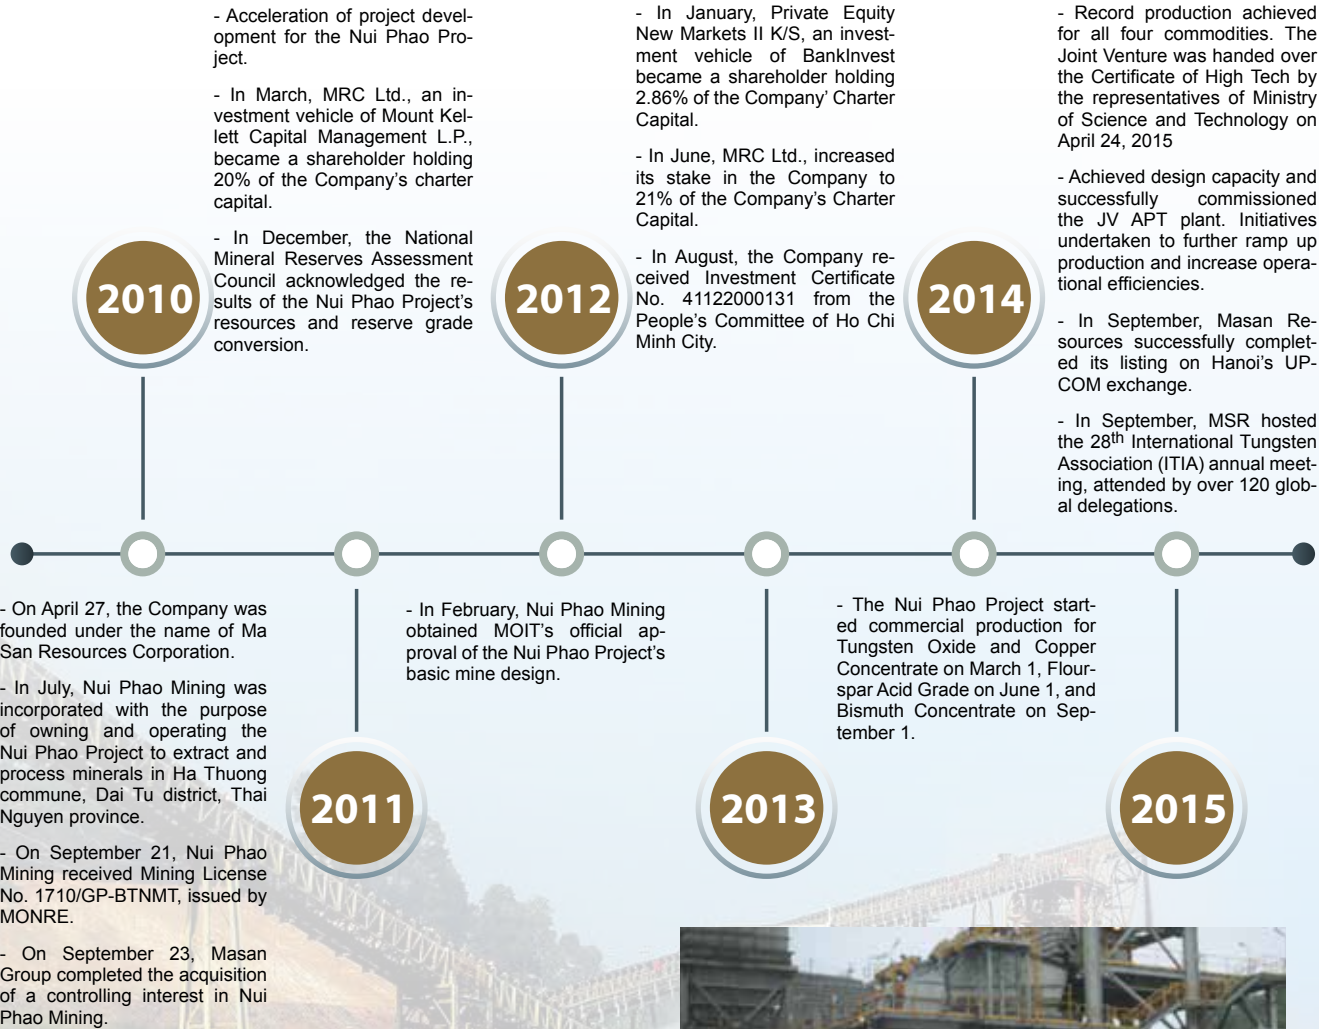 - Acceleration of project devel-
opment for the Nui Phao Pro-
ject.
- In March, MRC Ltd., an in-
vestment vehicle of Mount Kel-
lett Capital Management L.P.,
became a shareholder holding
20% of the Company's charter
capital.
- In December, the National
Mineral Reserves Assessment
Council acknowledged the re-
sults of the Nui Phao Project's
resources and reserve grade
conversion.
- In January, Private Equity
New Markets II K/S, an invest-
ment vehicle of BankInvest
became a shareholder holding
2.86% of the Company' Charter
Capital.
- In June, MRC Ltd., increased
its stake in the Company to
21% of the Company's Charter
Capital.
- In August, the Company re-
ceived Investment Certificate
No. 41122000131 from the
People's Committee of Ho Chi
Minh City.
- Record production achieved
for all four commodities. The
Joint Venture was handed over
the Certificate of High Tech by
the representatives of Ministry
of Science and Technology on
April 24, 2015
- Achieved design capacity and
successfully commissioned
the JV APT plant. Initiatives
undertaken to further ramp up
production and increase opera-
tional efficiencies.
- In September, Masan Re-
sources successfully complet-
ed its listing on Hanoi's UP-
COM exchange.
- In September, MSR hosted
the 28th International Tungsten
Association (ITIA) annual meet-
ing, attended by over 120 glob-
al delegations.
2010
2012
2014
- On April 27, the Company was
founded under the name of Ma
San Resources Corporation.
- In July, Nui Phao Mining was
incorporated with the purpose
of owning and operating the
Nui Phao Project to extract and
process minerals in Ha Thuong
commune, Dai Tu district, Thai
Nguyen province.
- On September 21, Nui Phao
Mining received Mining License
No. 1710/GP-BTNMT, issued by
MONRE.
- On September 23, Masan
Group completed the acquisition
of a controlling interest in Nui
Phao Mining.
- In February, Nui Phao Mining
obtained MOIT's official ap-
proval of the Nui Phao Project's
basic mine design.
- The Nui Phao Project start-
ed commercial production for
Tungsten Oxide and Copper
Concentrate on March 1, Flour-
spar Acid Grade on June 1, and
Bismuth Concentrate on Sep-
tember 1.
2011
2013
2015